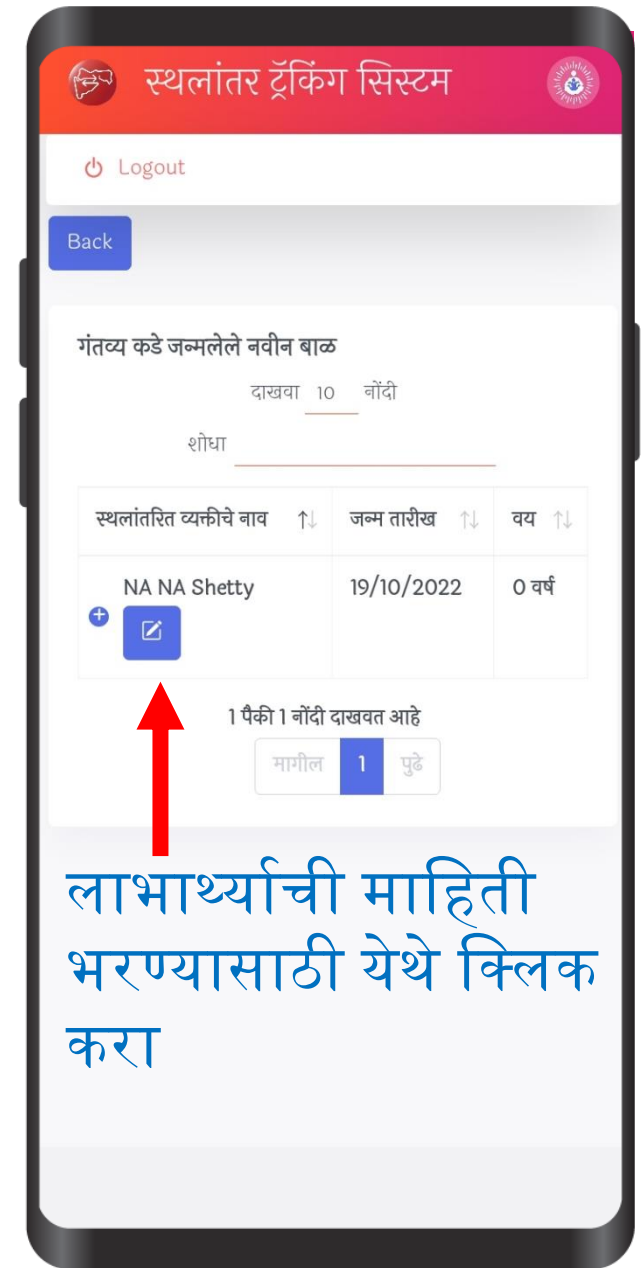 स्थलांतर ट्रॅकिंग सिस्टम
Logout
Back
गंतव्य कडे जन्मलेले नवीन बाळ
दाखवा 10 नोंदी
शोधा
स्थलांतरित व्यक्तीचे नाव जन्म तारीख वय
NA NA Shetty 19/10/2022 0 वर्ष
1 पैकी 1 नोंदी दाखवत आहे
मागील 1 पुढे
लाभार्थ्याची माहिती
भरण्यासाठी येथे क्लिक
करा